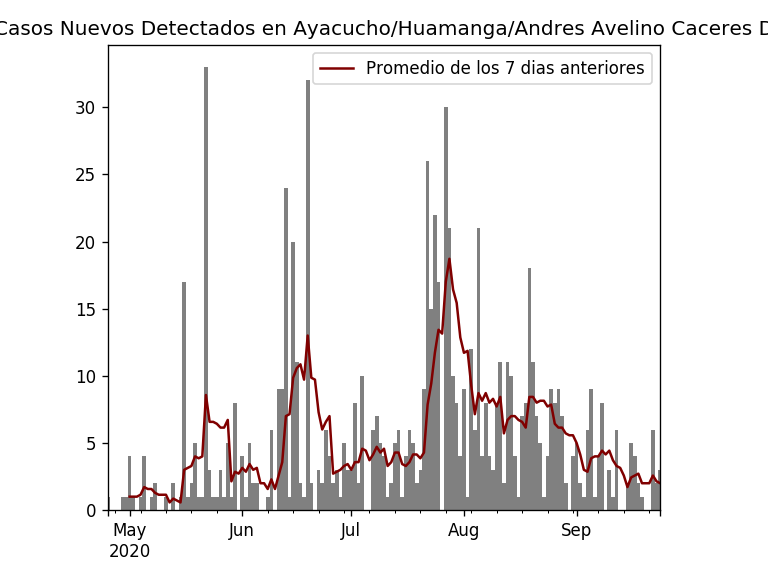 Casos Nuevos Detectados en Ayacucho/Huamanga/Andres Avelino Caceres D
Promedio de los 7 dias anteriores
30
25
20
15
10
5
0
May Jun Jul Aug Sep
2020